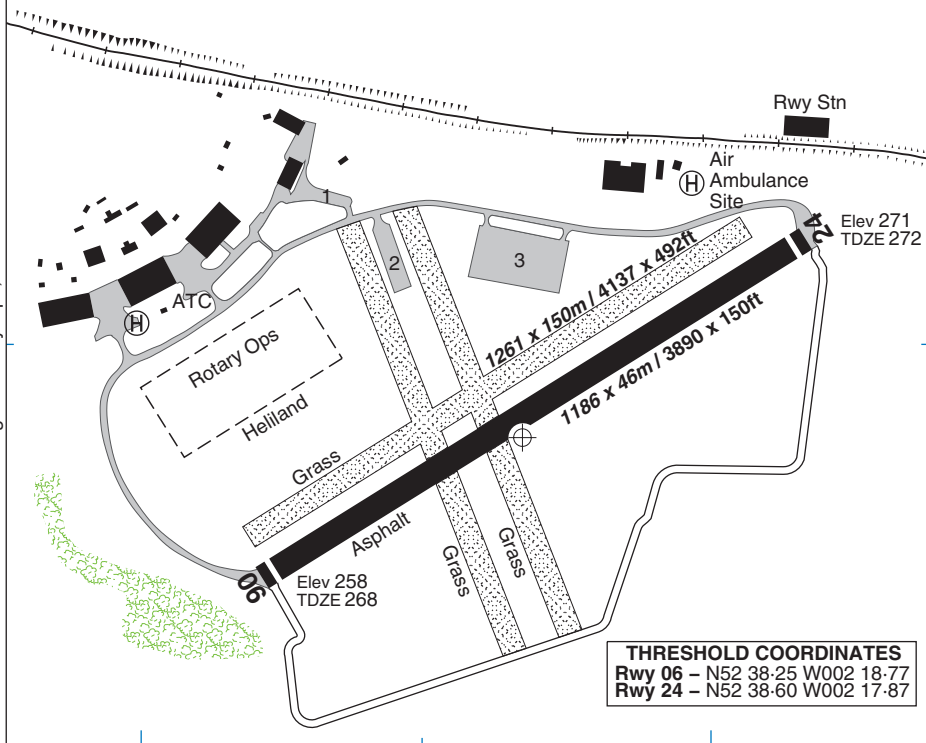 Rwy Stn
Air
Ambulance
Site
H
1
24
Elev 271
TDZE 272
2
3
1261 x 150m / 4137 x 492ft
ATC
H
Rotary Ops
1186 x 46m / 3890 x 150ft
Heliland
Grass
Asphalt
Grass
Grass
06
Elev 258
TDZE 268
THRESHOLD COORDINATES
Rwy 06 – N52 38·25 W002 18·77
Rwy 24 – N52 38·60 W002 17·87